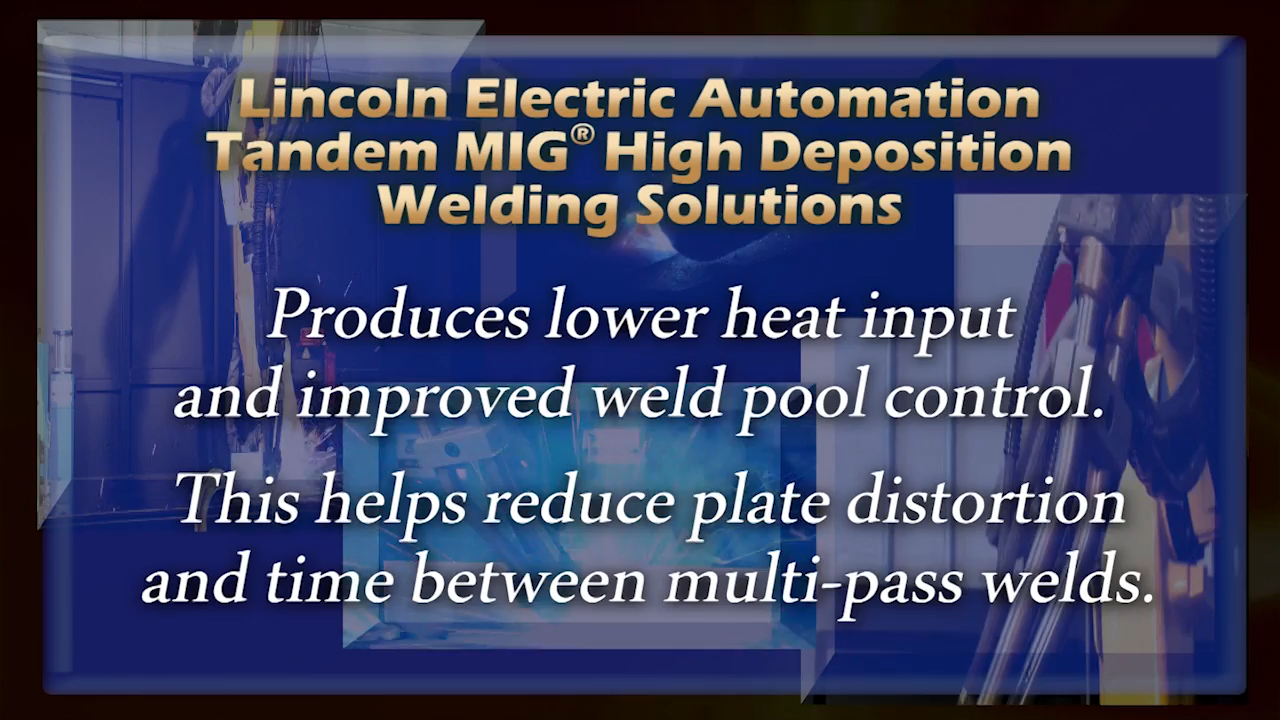 Lincoln Electric Automation
Tandem MIG® High Deposition
Welding Solutions
Produces lower heat input
and improved weld pool control.
This helps reduce plate distortion
and time between multi-pass welds.